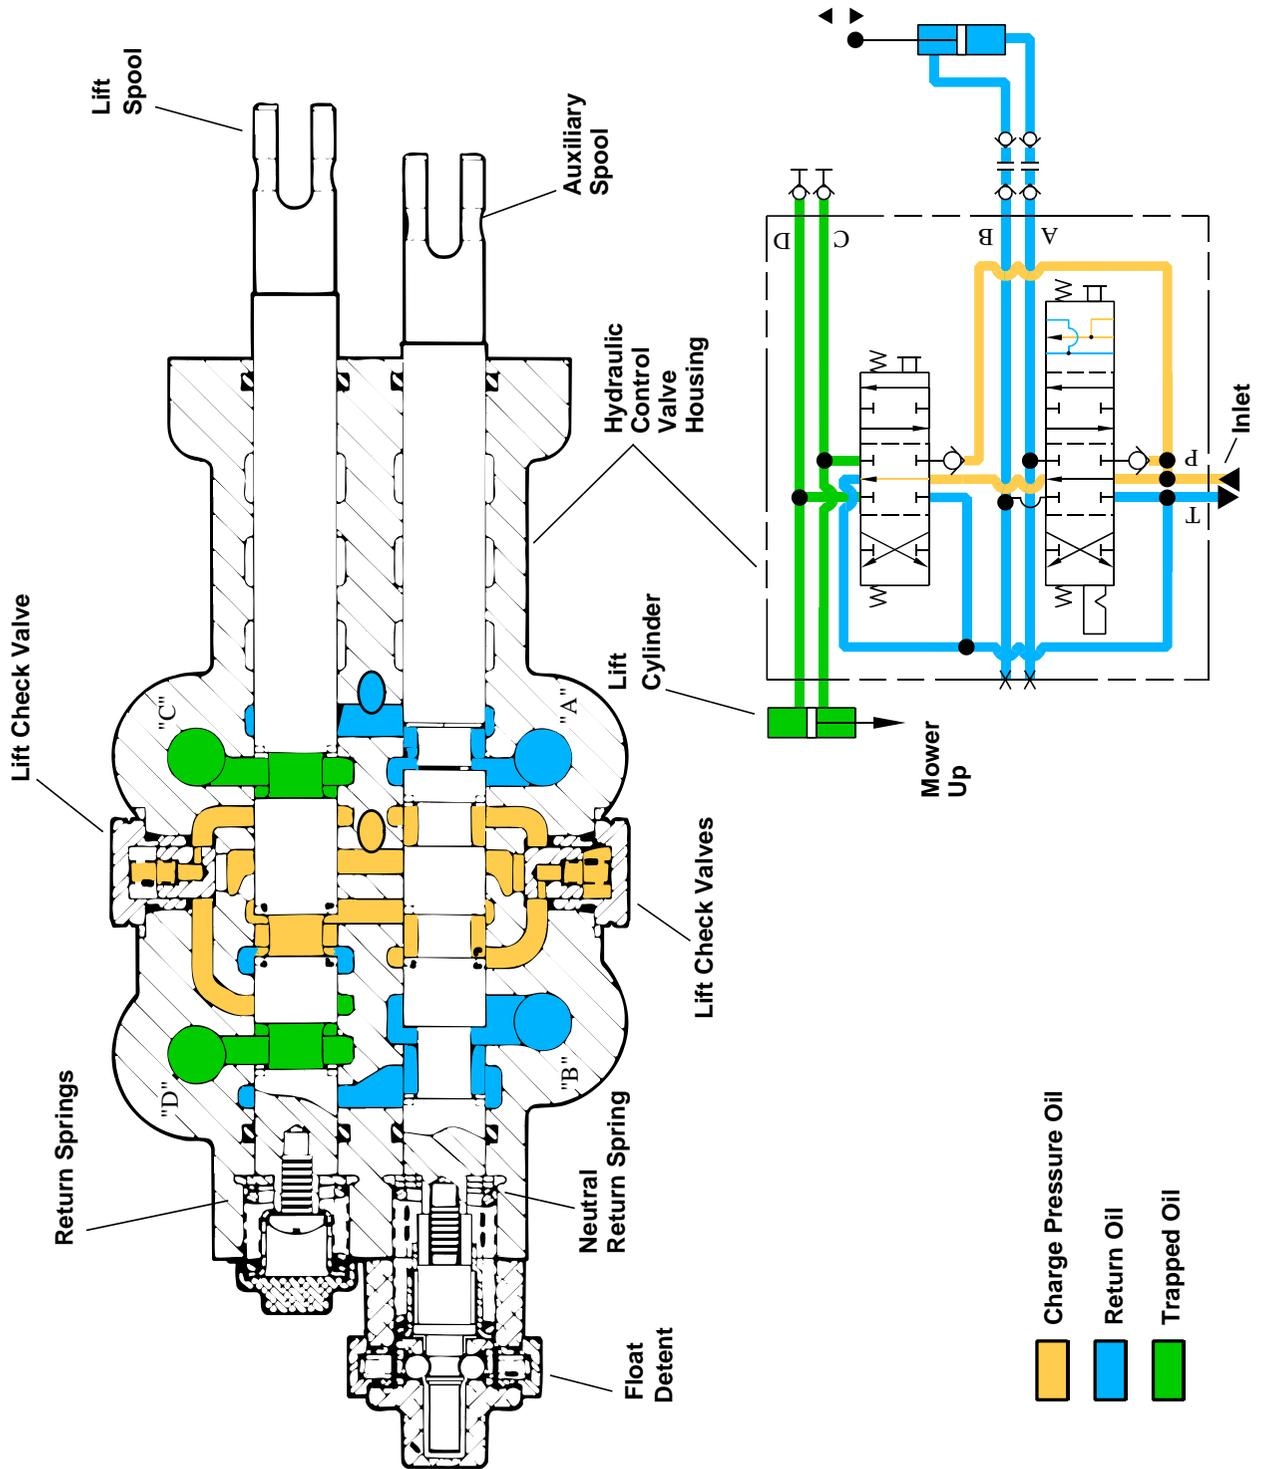 Lift
Spool
Auxiliary
Spool
Hydraulic
Control
Valve
Housing
Lift Check Valve
Lift Check Valves
Return Springs
Neutral
Return Spring
Float
Detent
"C"
"A"
"D"
"B"
D
C
B
A
P
T
Inlet
Lift
Cylinder
Mower
Up
Charge Pressure Oil
Return Oil
Trapped Oil